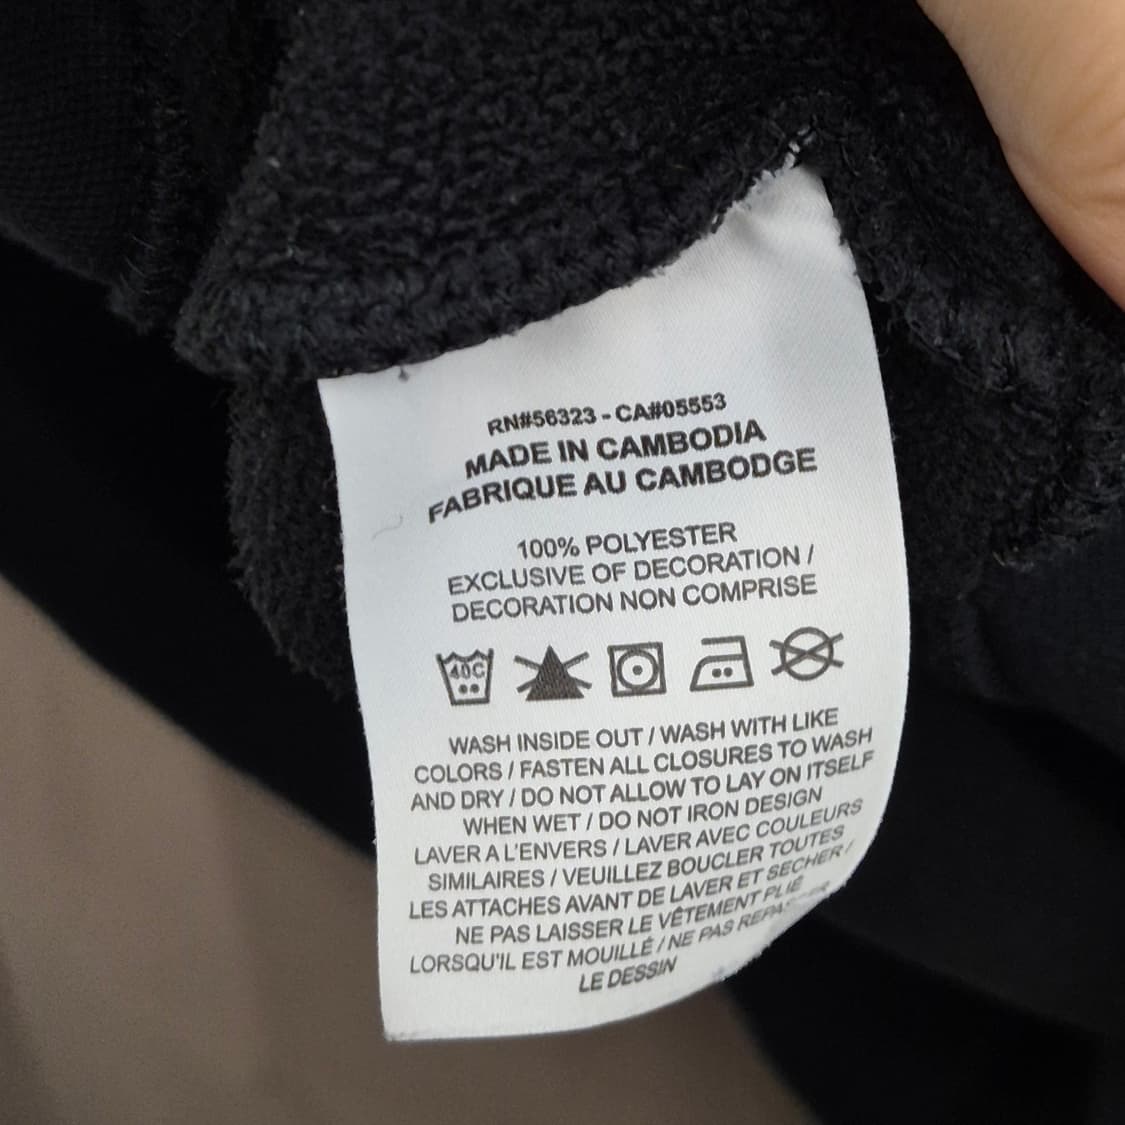 RN#56323 - CA#05553
MADE IN CAMBODIA
FABRIQUE AU CAMBODGE
100% POLYESTER
EXCLUSIVE OF DECORATION /
DECORATION NON COMPRISE
40C
WASH INSIDE OUT / WASH WITH LIKE
COLORS / FASTEN ALL CLOSURES TO WASH
AND DRY / DO NOT ALLOW TO LAY ON ITSELF
WHEN WET / DO NOT IRON DESIGN
LAVER A L'ENVERS / LAVER AVEC COULEURS
SIMILAIRES / VEUILLEZ BOUCLER TOUTES
LES ATTACHES AVANT DE LAVER ET SECHER /
NE PAS LAISSER LE VÊTEMENT PLIÉ
LORSQU'IL EST MOUILLÉ / NE PAS REPASSER
LE DESSIN